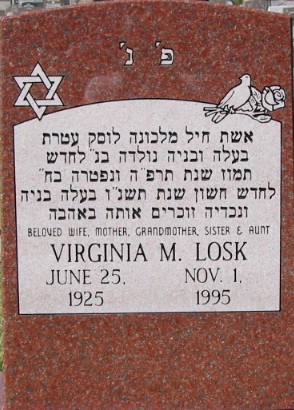 פ׳ נ׳
אשת חיל מלכונה לוסק עטרת
בעלה ובניה נולדה בג״ לחדש
תמוז שנת תרפ״ה ונפטרה בח״
לחדש חשון שנת תשנ״ו בעלה בניה
ונכדיה זוכרים אותה באהבה
BELOVED WIFE, MOTHER, GRANDMOTHER, SISTER & AUNT
VIRGINIA M. LOSK
JUNE 25, NOV. 1,
1925 1995